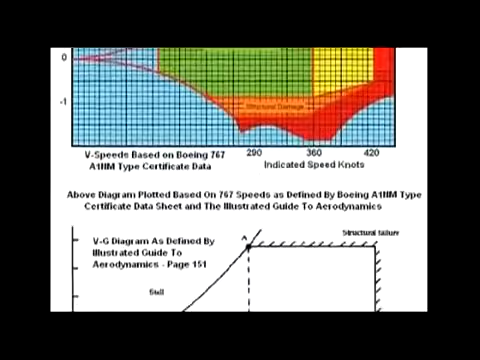 0
-1
Structural Damage
290 360 420
V-Speeds Based on Boeing 767
A1NM Type Certificate Data
Indicated Speed Knots
Above Diagram Plotted Based On 767 Speeds as Defined By Boeing A1NM Type
Certificate Data Sheet and The Illustrated Guide To Aerodynamics
V-G Diagram As Defined By
Illustrated Guide To
Aerodynamics - Page 151
A
Structural failure
Stall